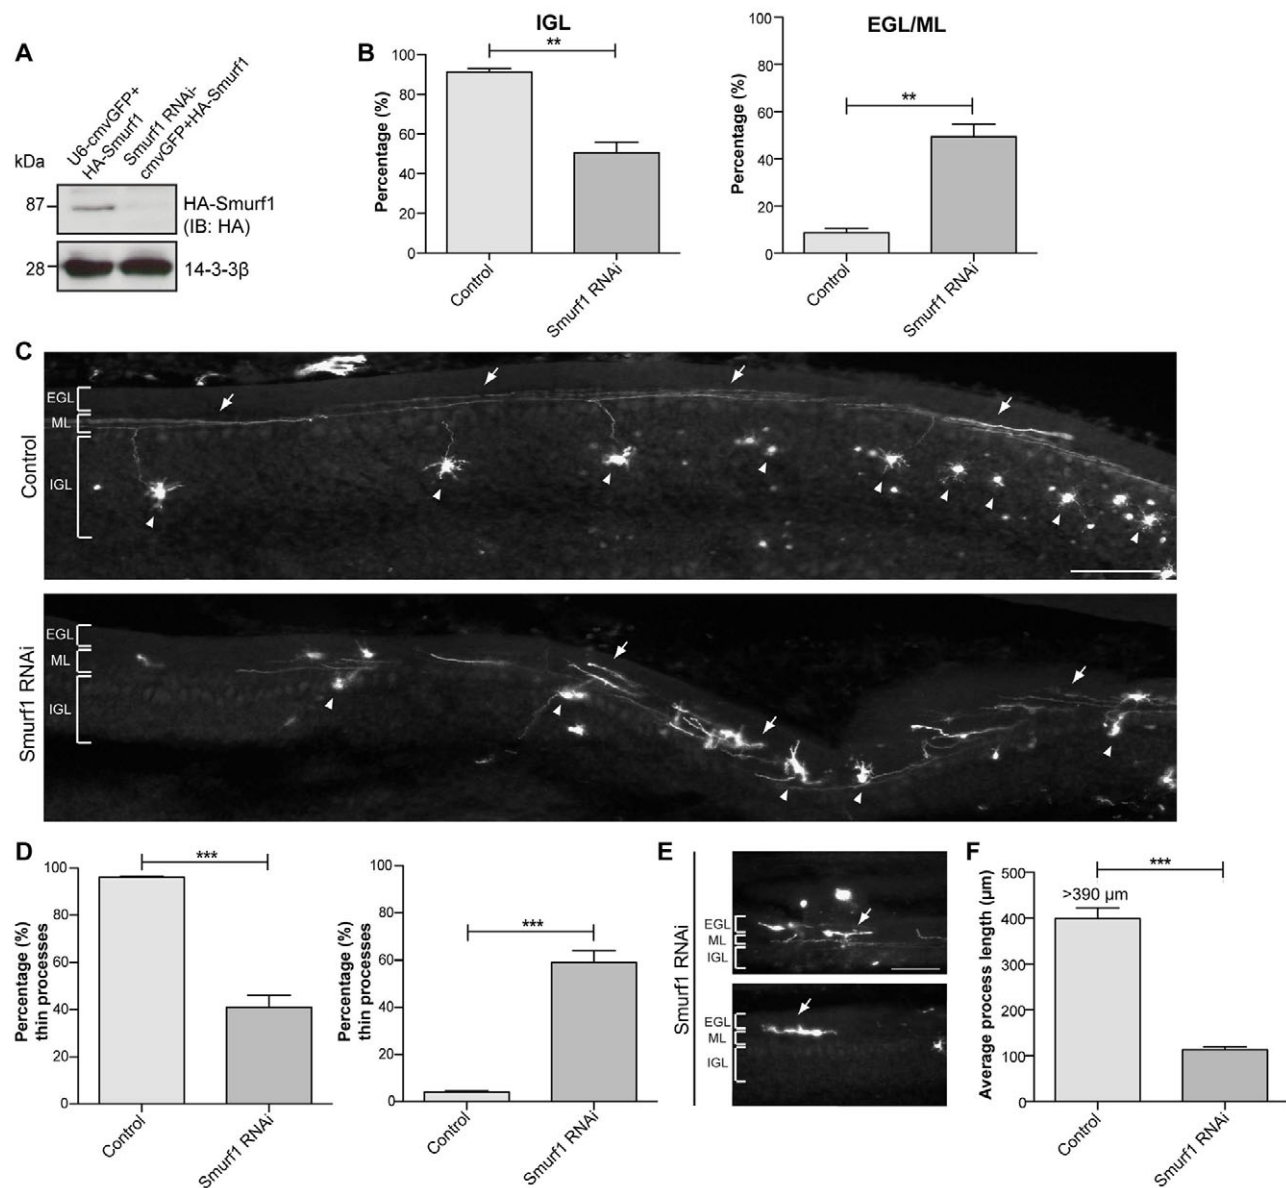 A
U6-cmvGFP+
HA-Smurf1
Smurf1 RNAi-
cmvGFP+HA-Smurf1
kDa
87
HA-Smurf1
(IB: HA)
28
14-3-3β
B
IGL
**
Percentage (%)
100
80
60
40
20
0
Control
Smurf1 RNAi
EGL/ML
**
Percentage (%)
100
80
60
40
20
0
Control
Smurf1 RNAi
C
Control
EGL
ML
IGL
Smurf1 RNAi
EGL
ML
IGL
D
***
Percentage (%)
thin processes
100
80
60
40
20
0
Control
Smurf1 RNAi
***
Percentage (%)
thin processes
100
80
60
40
20
0
Control
Smurf1 RNAi
E
Smurf1 RNAi
EGL
ML
IGL
EGL
ML
IGL
F
***
>390 µm
Average process length (µm)
500
400
300
200
100
0
Control
Smurf1 RNAi